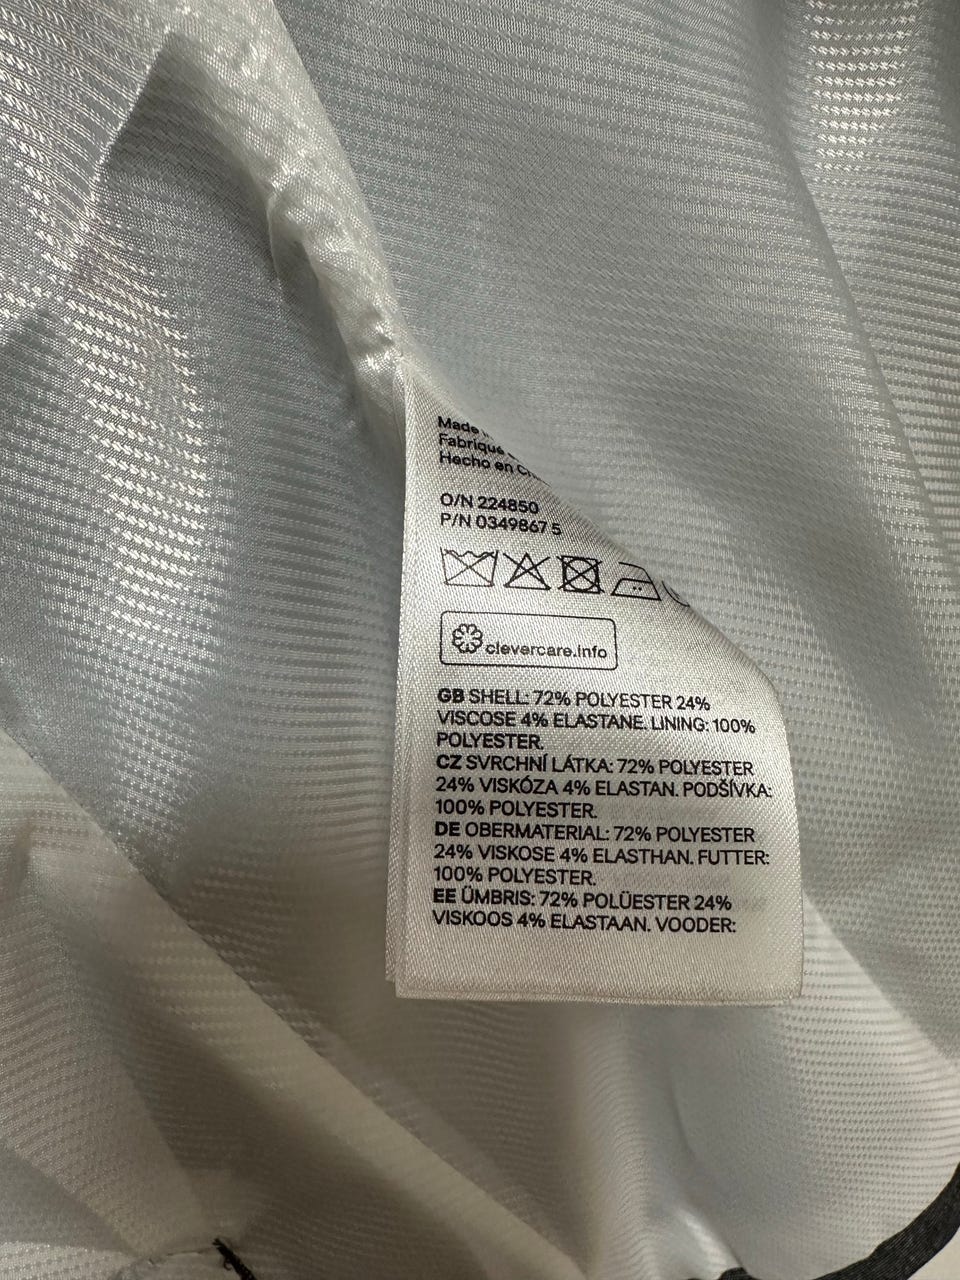 Made
Fabriqué
Hecho en
O/N 224850
P/N 0349867 5
clevercare.info
GB SHELL: 72% POLYESTER 24%
VISCOSE 4% ELASTANE. LINING: 100%
POLYESTER.
CZ SVRCHNÍ LÁTKA: 72% POLYESTER
24% VISKÓZA 4% ELASTAN. PODŠÍVKA:
100% POLYESTER.
DE OBERMATERIAL: 72% POLYESTER
24% VISKOSE 4% ELASTHAN. FUTTER:
100% POLYESTER.
EE ÜMBRIS: 72% POLÜESTER 24%
VISKOOS 4% ELASTAAN. VOODER: